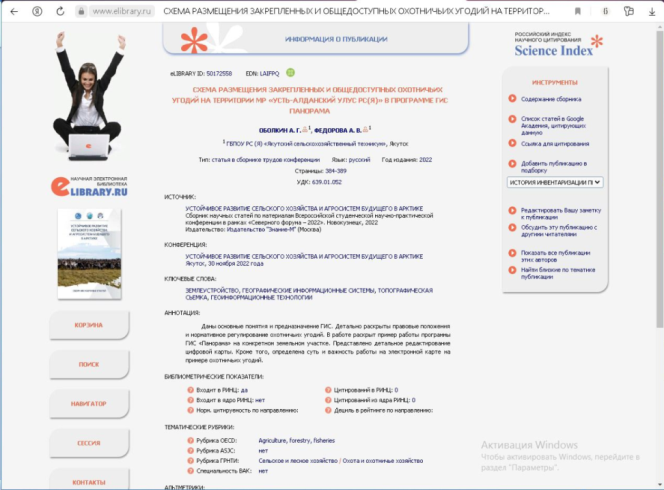 www.elibrary.ru СХЕМА РАЗМЕЩЕНИЯ ЗАКРЕПЛЕННЫХ И ОБЩЕДОСТУПНЫХ ОХОТНИЧЬИХ УГОДИЙ НА ТЕРРИТОР...
НАУЧНАЯ ЭЛЕКТРОННАЯ
БИБЛИОТЕКА
eLIBRARY.RU
КОРЗИНА
ПОИСК
НАВИГАТОР
СЕССИЯ
КОНТАКТЫ
ИНФОРМАЦИЯ О ПУБЛИКАЦИИ
eLIBRARY ID: 50172558 EDN: LAIFPQ
СХЕМА РАЗМЕЩЕНИЯ ЗАКРЕПЛЕННЫХ И ОБЩЕДОСТУПНЫХ ОХОТНИЧЬИХ
УГОДИЙ НА ТЕРРИТОРИИ МР «УСТЬ-АЛДАНСКИЙ УЛУС РС(Я)» В ПРОГРАММЕ ГИС
ПАНОРАМА
ОБОЛКИН А. Г.1, ФЕДОРОВА А. В.1
1 ГБПОУ РС (Я) «Якутский сельскохозяйственный техникум», Якутск
Тип: статья в сборнике трудов конференции Язык: русский Год издания: 2022
Страницы: 384-389
УДК: 639.01.052
ИСТОЧНИК:
УСТОЙЧИВОЕ РАЗВИТИЕ СЕЛЬСКОГО ХОЗЯЙСТВА И АГРОСИСТЕМ БУДУЩЕГО В АРКТИКЕ
Сборник научных статей по материалам Всероссийской студенческой научно-практической
конференции в рамках «Северного форума – 2022». Новокузнецк, 2022
Издательство: Издательство "Знание-М" (Москва)
КОНФЕРЕНЦИЯ:
УСТОЙЧИВОЕ РАЗВИТИЕ СЕЛЬСКОГО ХОЗЯЙСТВА И АГРОСИСТЕМ БУДУЩЕГО В АРКТИКЕ
Якутск, 30 ноября 2022 года
КЛЮЧЕВЫЕ СЛОВА:
ЗЕМЛЕУСТРОЙСТВО, ГЕОГРАФИЧЕСКИЕ ИНФОРМАЦИОННЫЕ СИСТЕМЫ, ТОПОГРАФИЧЕСКАЯ
СЪЕМКА, ГЕОИНФОРМАЦИОННЫЕ ТЕХНОЛОГИИ
АННОТАЦИЯ:
Даны основные понятия и предназначение ГИС. Детально раскрыты правовые положения
и нормативное регулирование охотничьих угодий. В работе раскрыт пример работы программы
ГИС «Панорама» на конкретном земельном участке. Представлено детальное редактирование
цифровой карты. Кроме того, определена суть и важность работы на электронной карте на
примере охотничьих угодий.
БИБЛИОМЕТРИЧЕСКИЕ ПОКАЗАТЕЛИ:
Входит в РИНЦ: да Цитирований в РИНЦ: 0
Входит в ядро РИНЦ: нет Цитирований из ядра РИНЦ: 0
Норм. цитируемость по направлению: Дециль в рейтинге по направлению:
ТЕМАТИЧЕСКИЕ РУБРИКИ:
Рубрика OECD: Agriculture, forestry, fisheries
Рубрика ASJC: нет
Рубрика ГРНТИ: Сельское и лесное хозяйство / Охота и охотничье хозяйство
Специальность ВАК: нет
АЛЬТМЕТРИКИ:
РОССИЙСКИЙ ИНДЕКС
НАУЧНОГО ЦИТИРОВАНИЯ
Science Index
ИНСТРУМЕНТЫ
Содержание сборника
Список статей в Google
Академия, цитирующих
данную
Ссылка для цитирования
Добавить публикацию в
подборку
ИСТОРИЯ ИНВЕНТАРИЗАЦИИ ПІ
Редактировать Вашу заметку
к публикации
Обсудить эту публикацию с
другими читателями
Показать все публикации
этих авторов
Найти близкие по тематике
публикации
Активация Windows
Чтобы активировать Windows, перейдите в
раздел "Параметры".